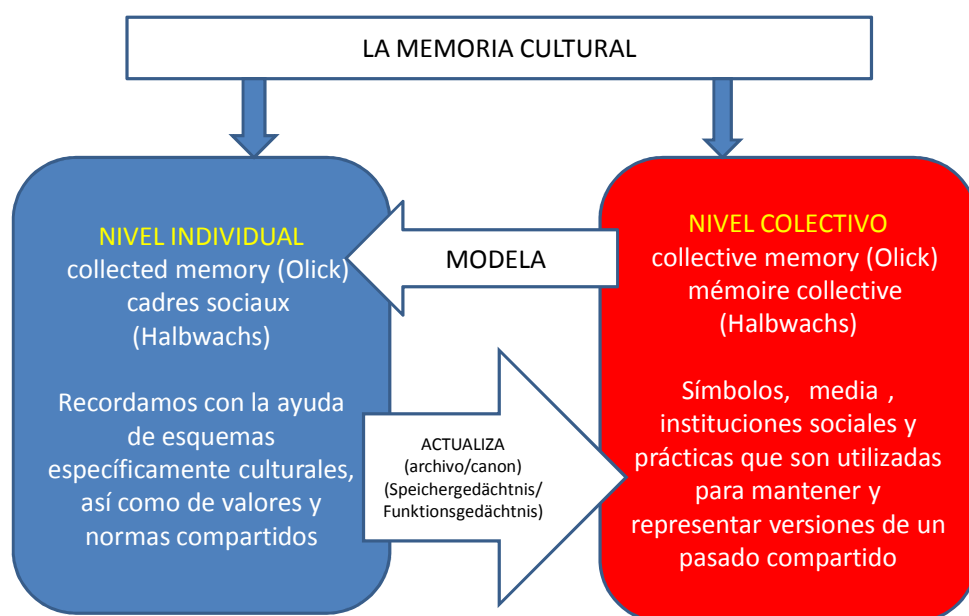 LA MEMORIA CULTURAL
NIVEL INDIVIDUAL
collected memory (Olick)
cadres sociaux
(Halbwachs)
Recordamos con la ayuda
de esquemas
específicamente culturales,
así como de valores y
normas compartidos
MODELA
ACTUALIZA
(archivo/canon)
(Speichergedächtnis/
Funktionsgedächtnis)
NIVEL COLECTIVO
collective memory (Olick)
mémoire collective
(Halbwachs)
Símbolos, media ,
instituciones sociales y
prácticas que son utilizadas
para mantener y
representar versiones de un
pasado compartido